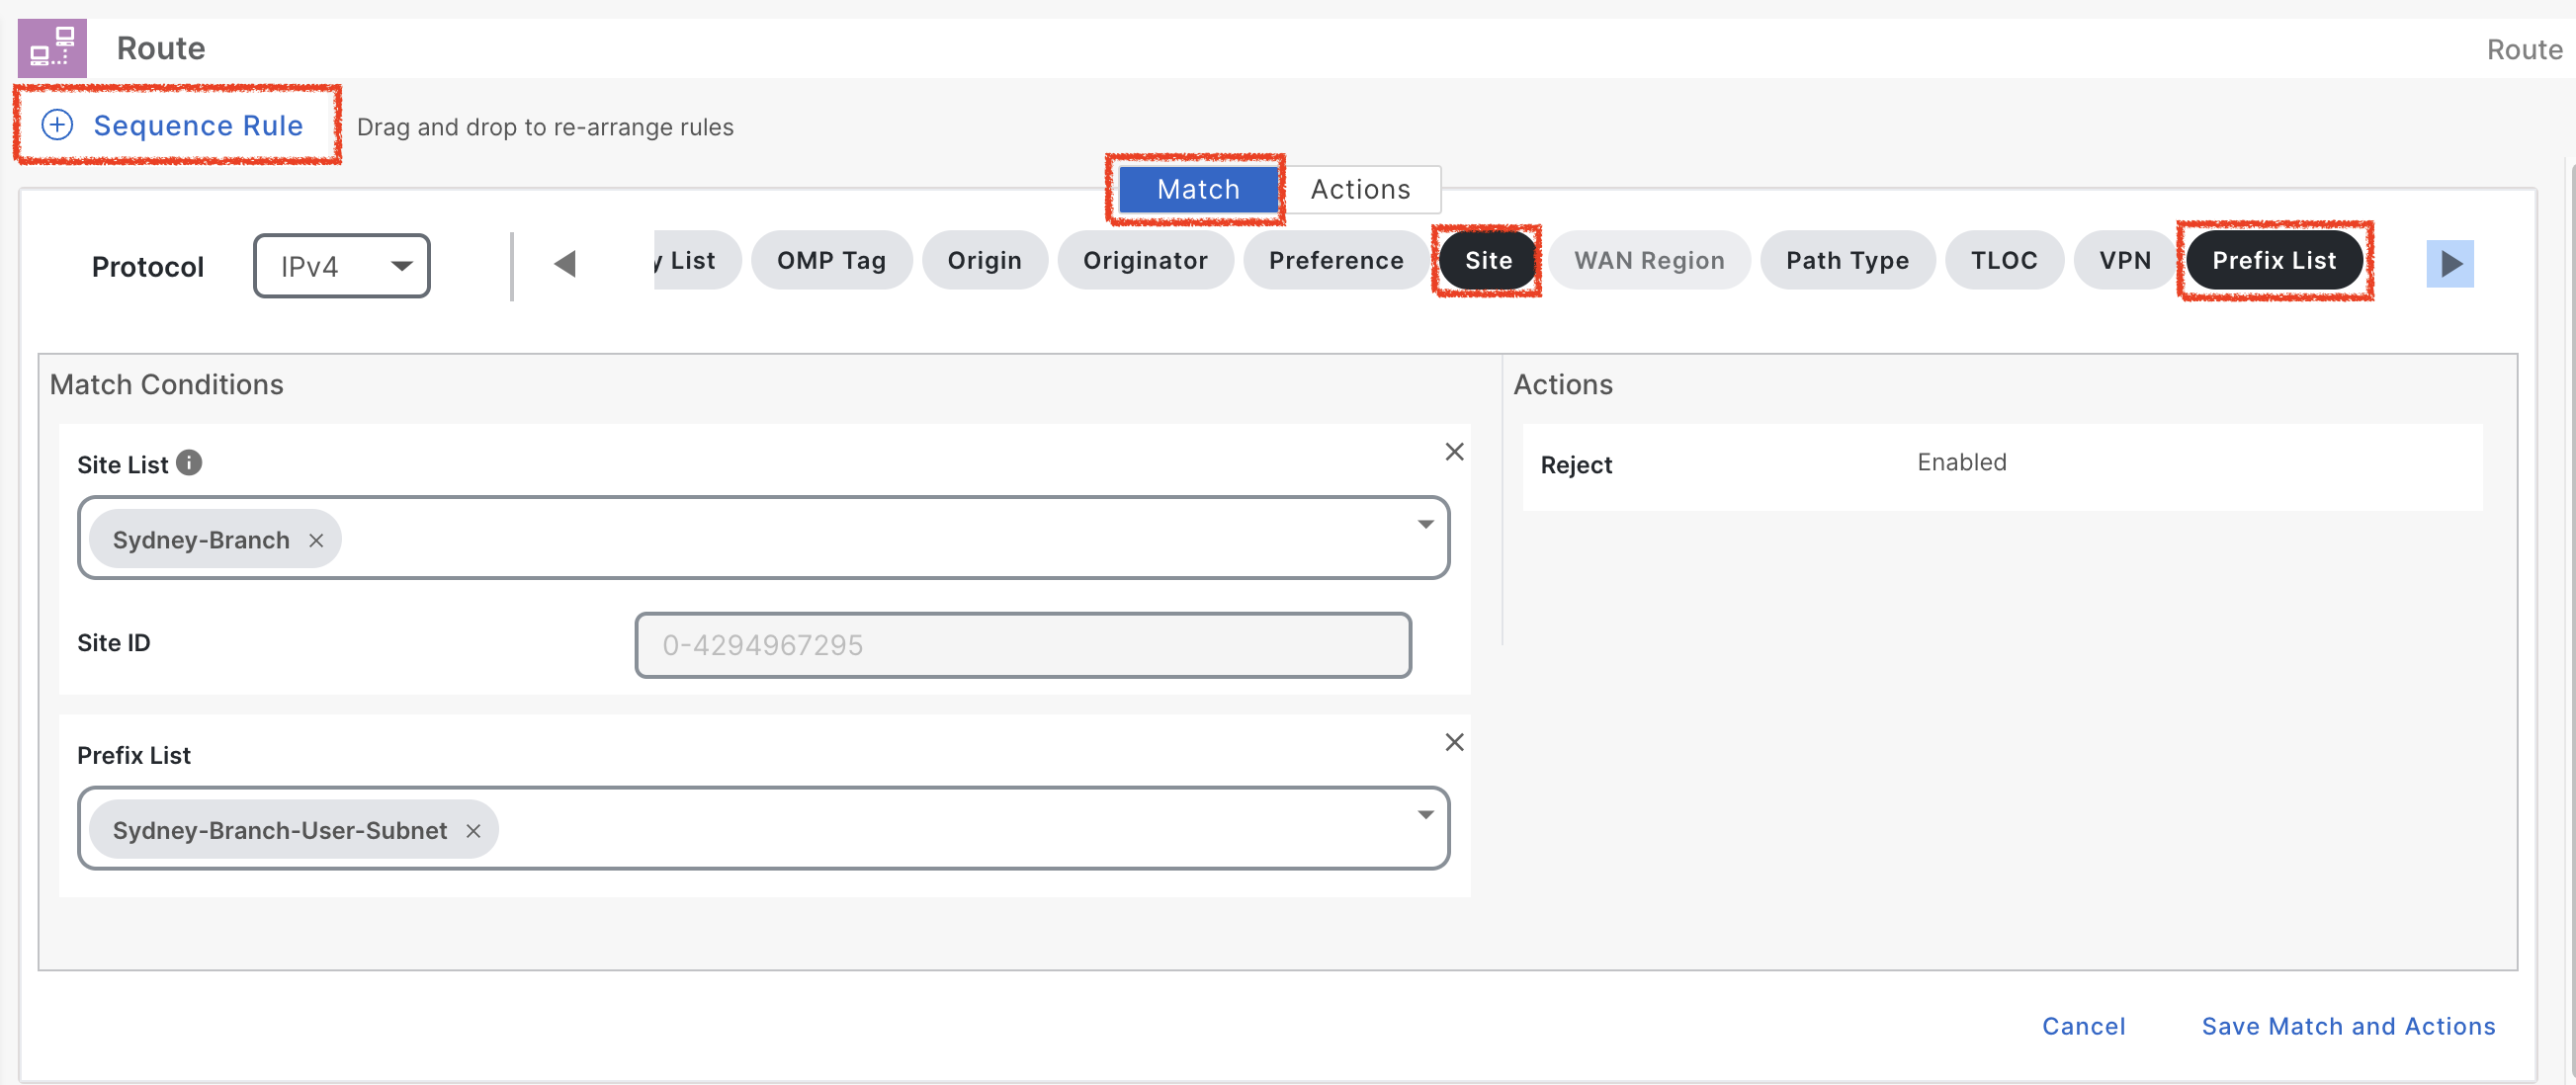 Route
Route
Sequence Rule
Drag and drop to re-arrange rules
Match
Actions
Protocol
IPv4
y List
OMP Tag
Origin
Originator
Preference
Site
WAN Region
Path Type
TLOC
VPN
Prefix List
Match Conditions
Actions
Site List
Reject
Enabled
Sydney-Branch
Site ID
0-4294967295
Prefix List
Sydney-Branch-User-Subnet
Cancel
Save Match and Actions